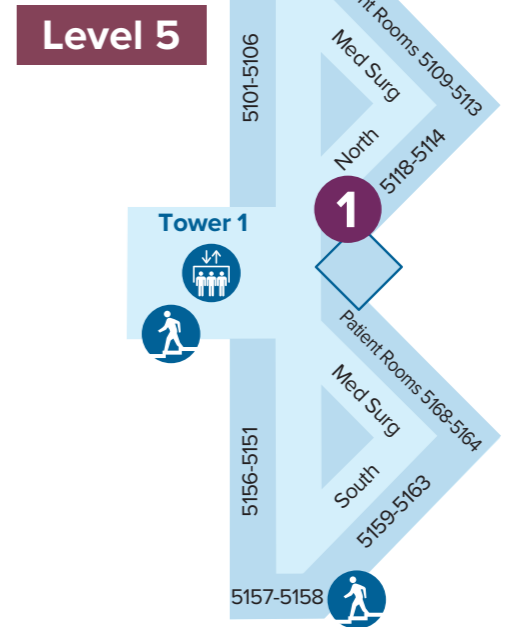 Level 5
5101-5106
nt Rooms 5109-5113
Med Surg
North
5118-5114
1
Tower 1
Patient Rooms 5168-5164
Med Surg
South
5156-5151
5159-5163
5157-5158